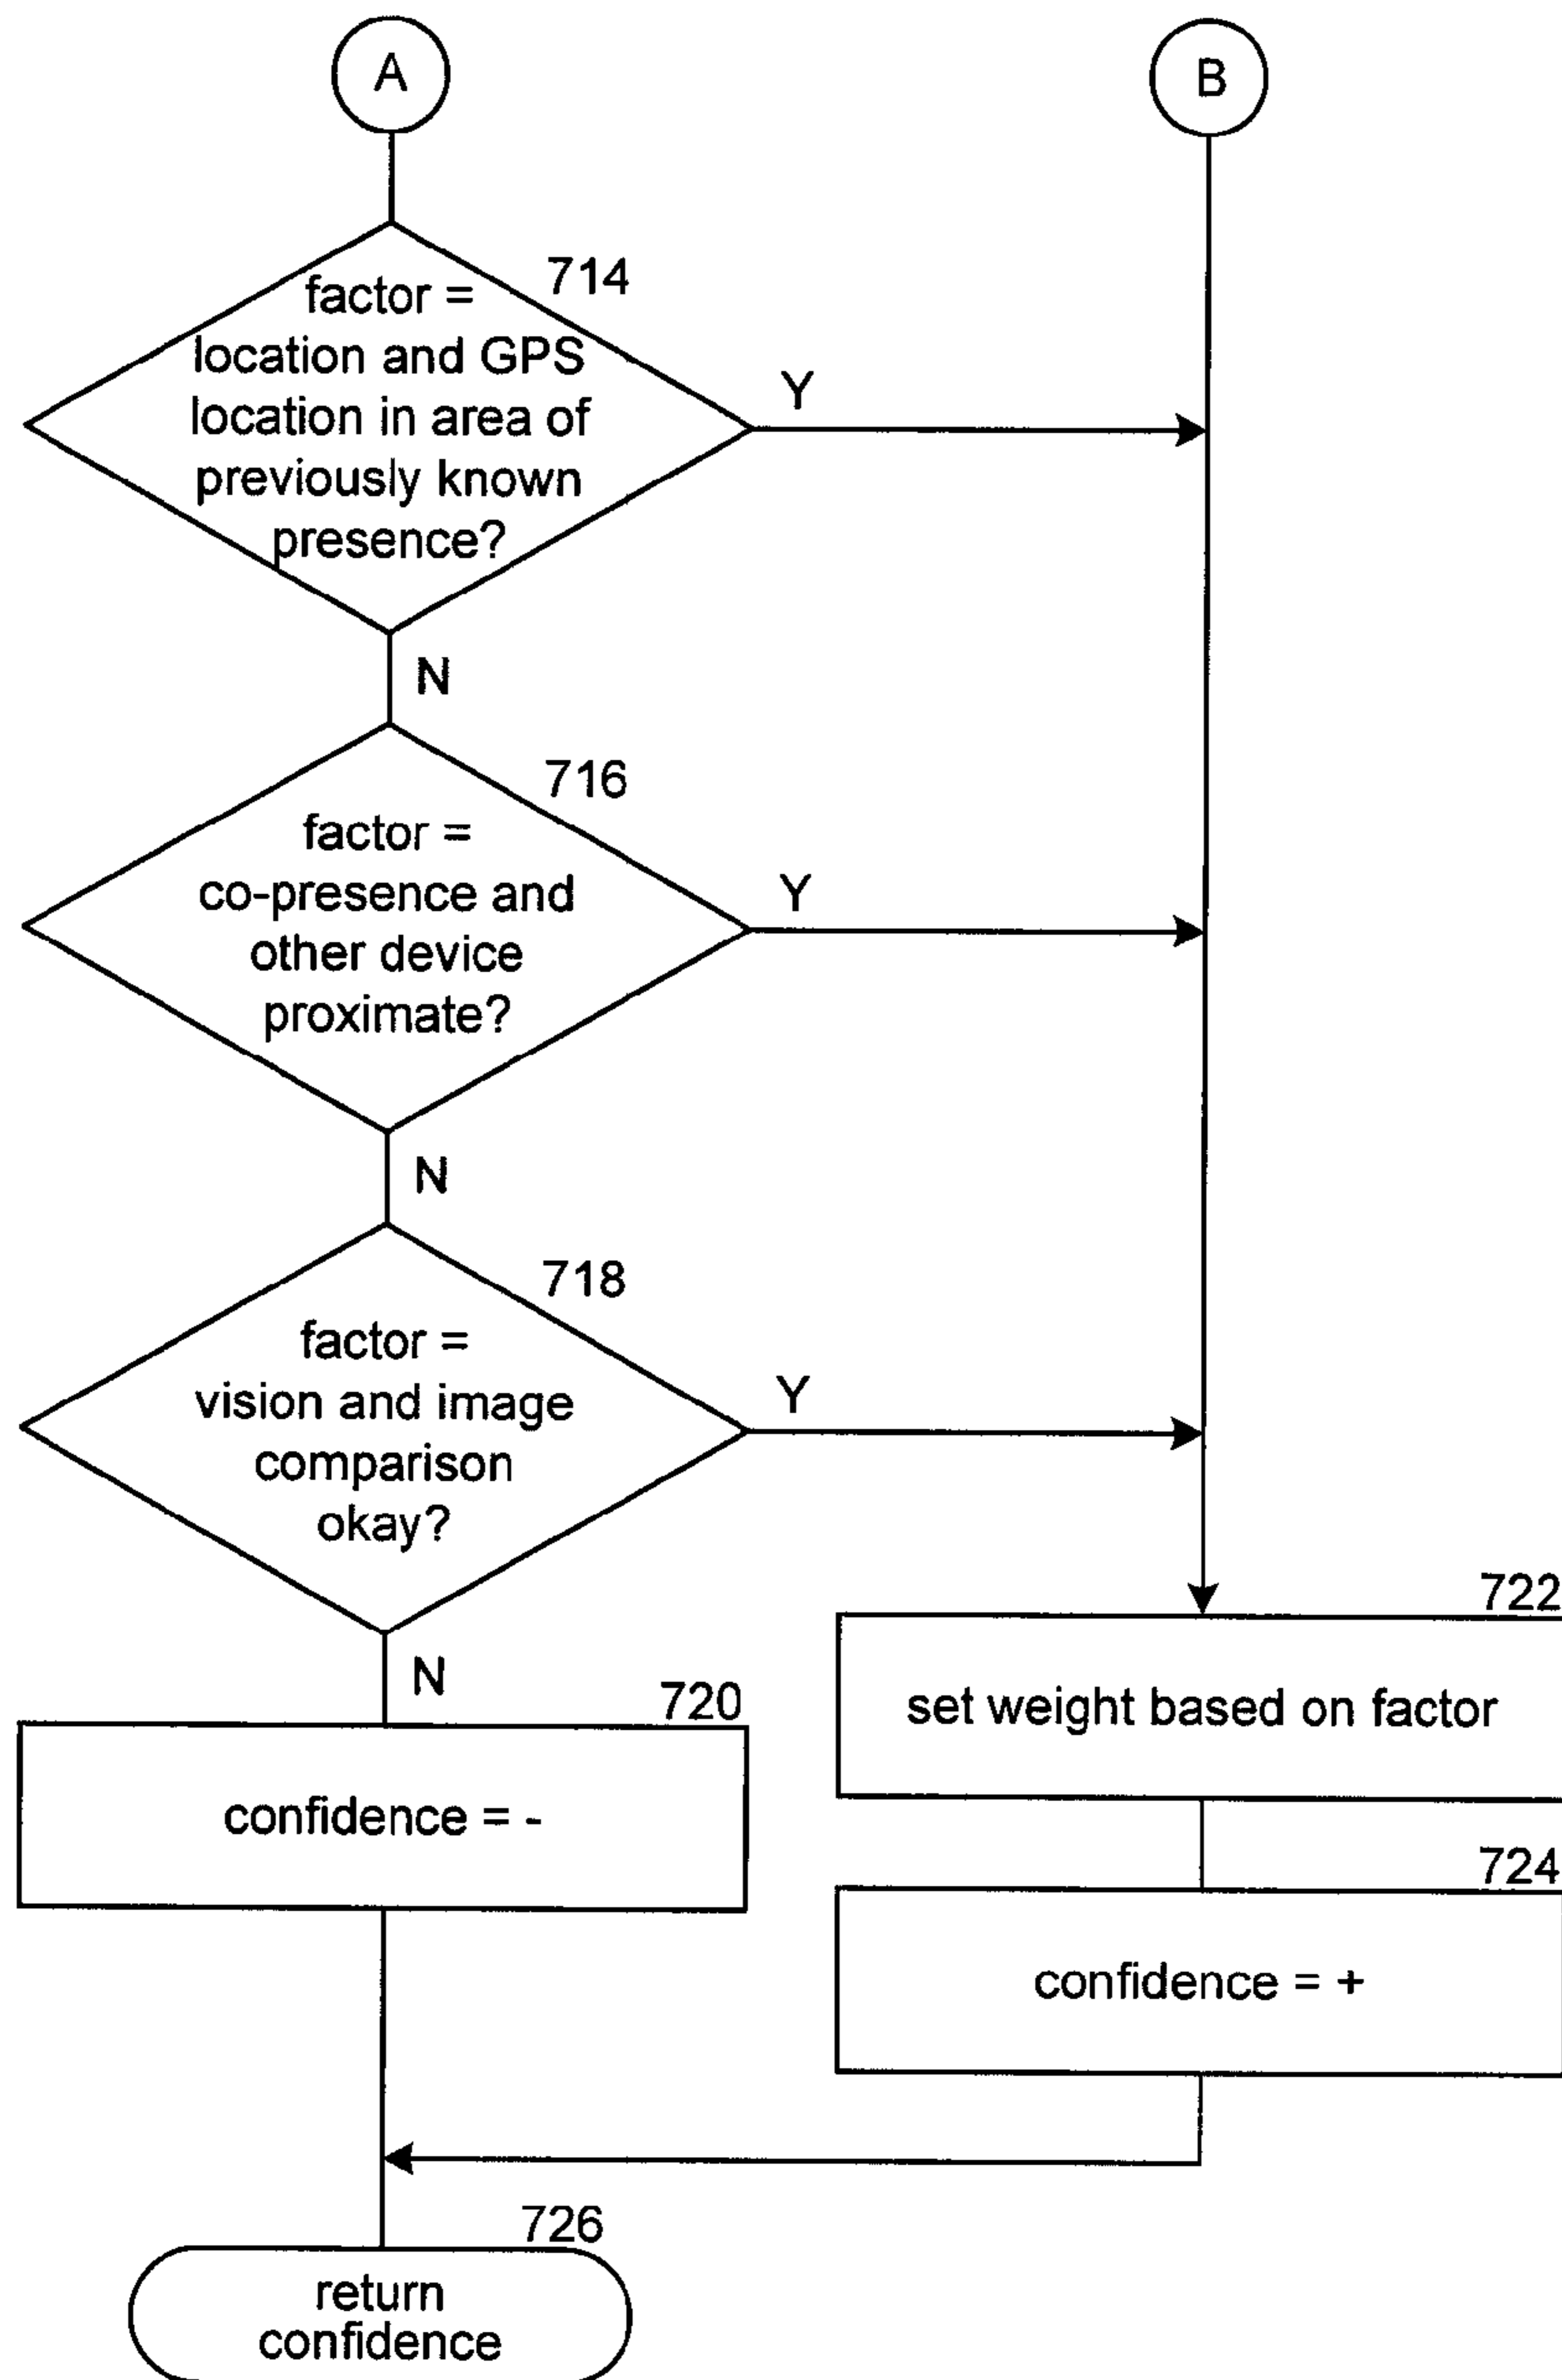 A
B
714
factor =
location and GPS
location in area of
previously known
presence?
Y
N
716
factor =
co-presence and
other device
proximate?
Y
N
718
factor =
vision and image
comparison
okay?
Y
N
720
confidence = -
722
set weight based on factor
724
confidence = +
726
return
confidence